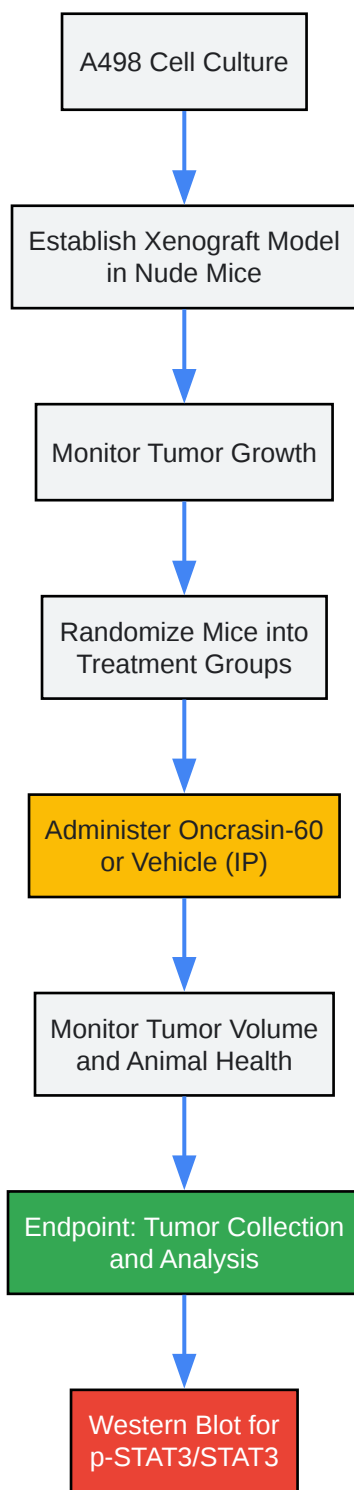 A498 Cell Culture
Establish Xenograft Model
in Nude Mice
Monitor Tumor Growth
Randomize Mice into
Treatment Groups
Administer Oncrasin-60
or Vehicle (IP)
Monitor Tumor Volume
and Animal Health
Endpoint: Tumor Collection
and Analysis
Western Blot for
p-STAT3/STAT3